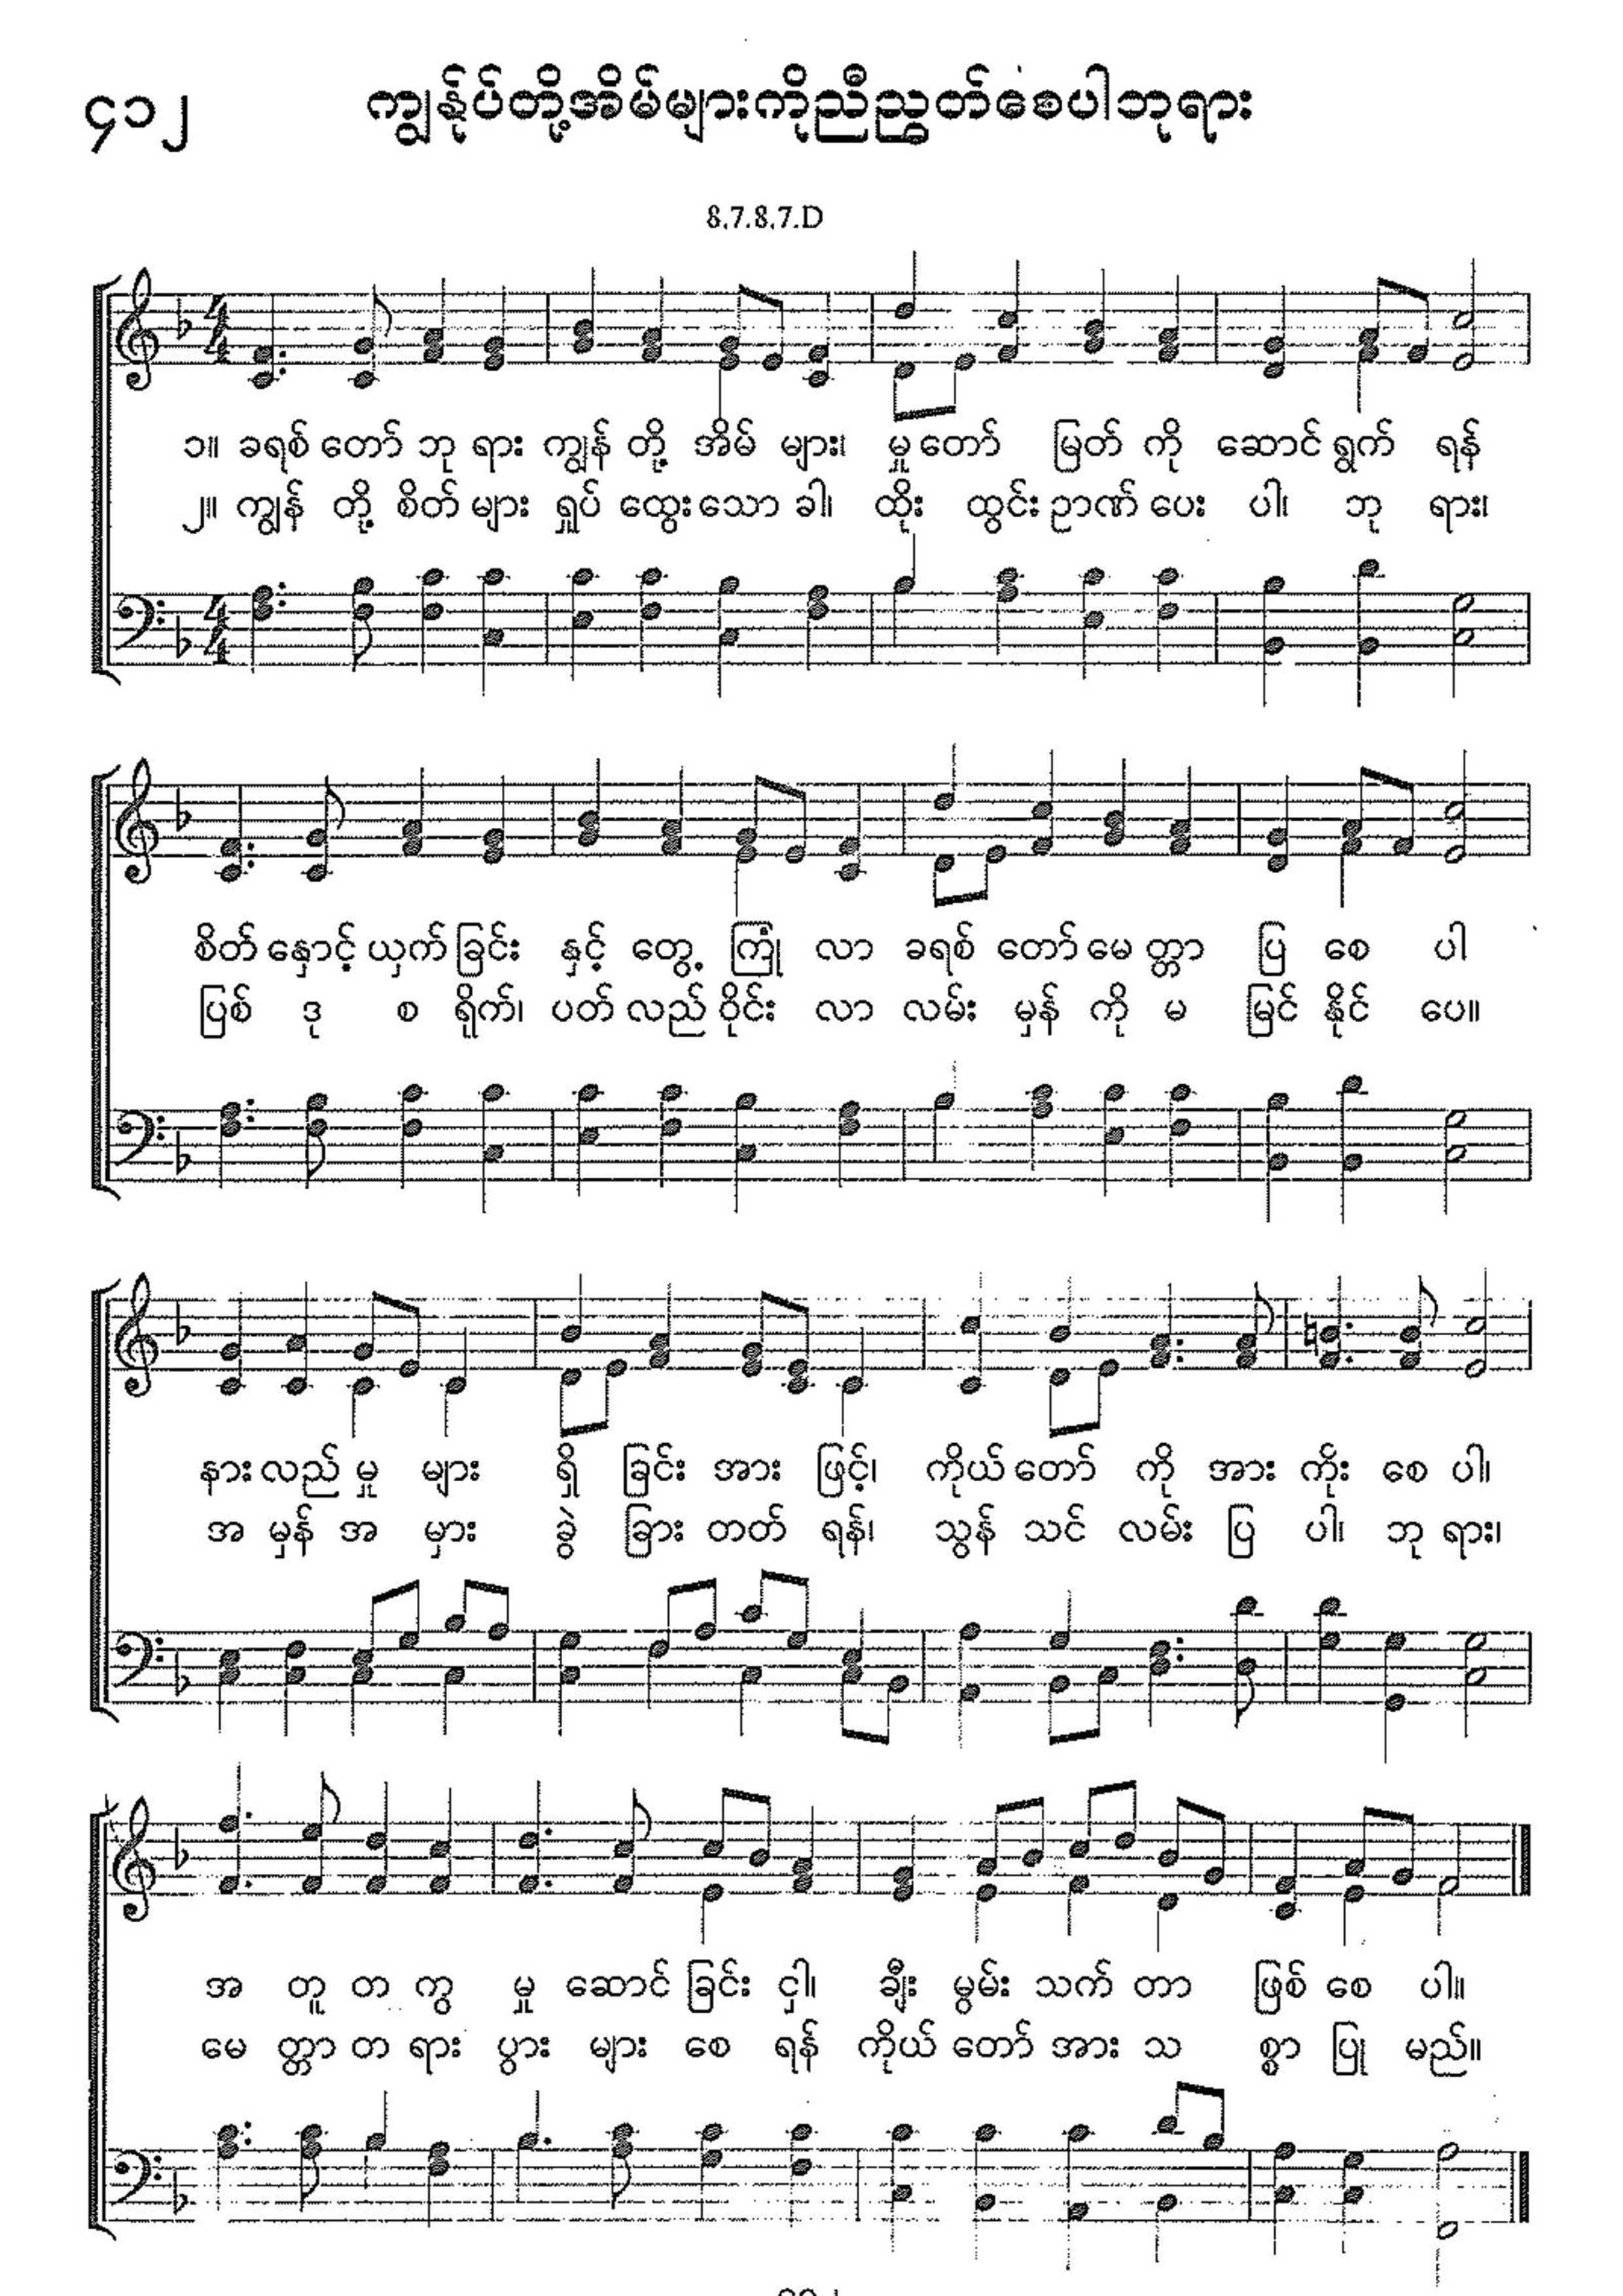 ၄၁၂ ကျွန်ုပ်တို့အိမ်များကိုညီညွတ်စေပါဘုရား
8.7.8.7.D
၁။ ခရစ် တော် ဘု ရား ကျွန် တို့ အိမ် များ၊ မှု တော် မြတ် ကို ဆောင် ရွက် ရန်
၂။ ကျွန် တို့ စိတ် များ ရှုပ် ထွေး သော ခါ၊ ထိုး ထွင်း ဉာဏ် ပေး ပါ၊ ဘု ရား၊
စိတ် နှောင့် ယှက် ခြင်း နှင့် တွေ့ ကြုံ လာ ခရစ် တော် မေ တ္တာ ပြ စေ ပါ
ပြစ် ဒု စ ရိုက်၊ ပတ် လည် ဝိုင်း လာ လမ်း မှန် ကို မ မြင် နိုင် ပေ။
နား လည် မှု များ ရှိ ခြင်း အား ဖြင့်၊ ကိုယ် တော် ကို အား ကိုး စေ ပါ၊
အ မှန် အ မှား ခွဲ ခြား တတ် ရန်၊ သွန် သင် လမ်း ပြ ပါ၊ ဘု ရား၊
အ တူ တ ကွ မှု ဆောင် ခြင်း ငှါ၊ ချီး မွမ်း သက် တာ ဖြစ် စေ ပါ။
မေ တ္တာ တ ရား ပွား များ စေ ရန် ကိုယ် တော် အား သ စ္စာ ပြု မည်။